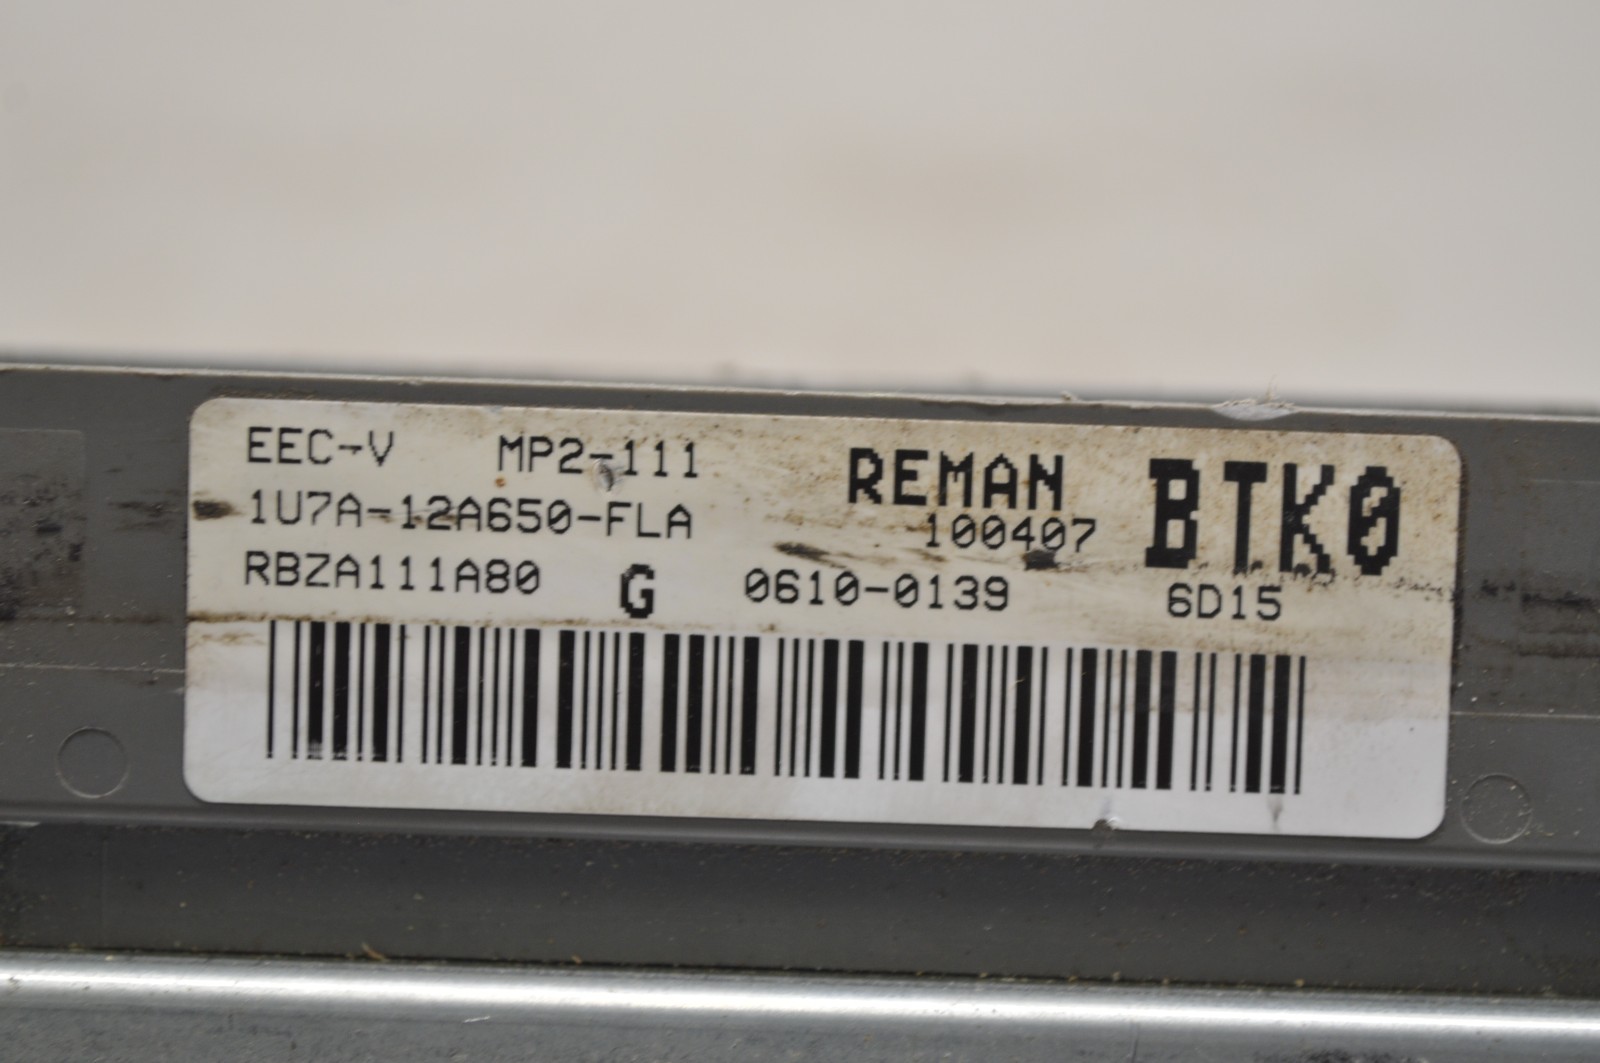 EEC-V MP2-111 REMAN BTK0
1U7A-12A650-FLA 100407
RBZA111A80 G 0610-0139 6D15